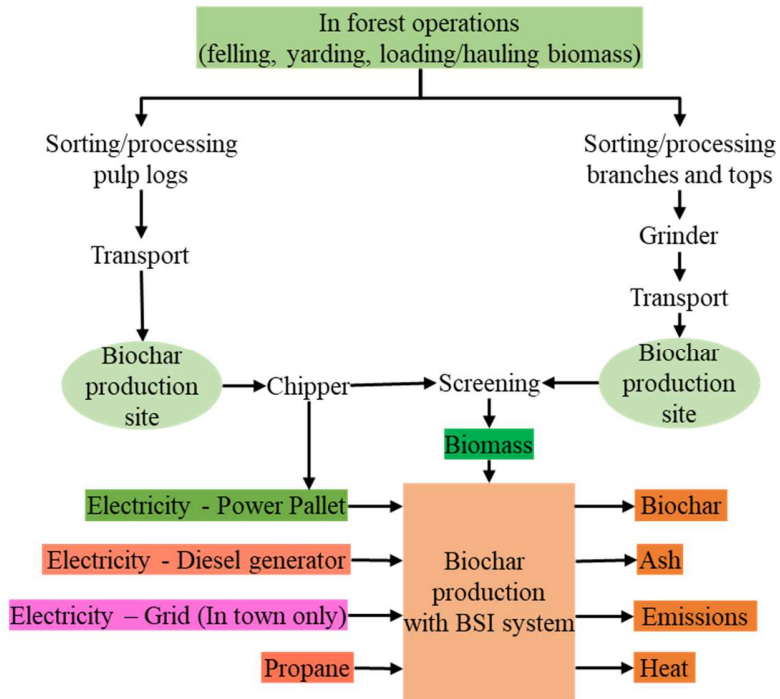 In forest operations
(felling, yarding, loading/hauling biomass)
Sorting/processing
pulp logs
Sorting/processing
branches and tops
Transport
Grinder
Transport
Biochar
production
site
Chipper
Screening
Biochar
production
site
Biomass
Electricity - Power Pallet
Electricity - Diesel generator
Electricity – Grid (In town only)
Propane
Biochar
production
with BSI system
Biochar
Ash
Emissions
Heat